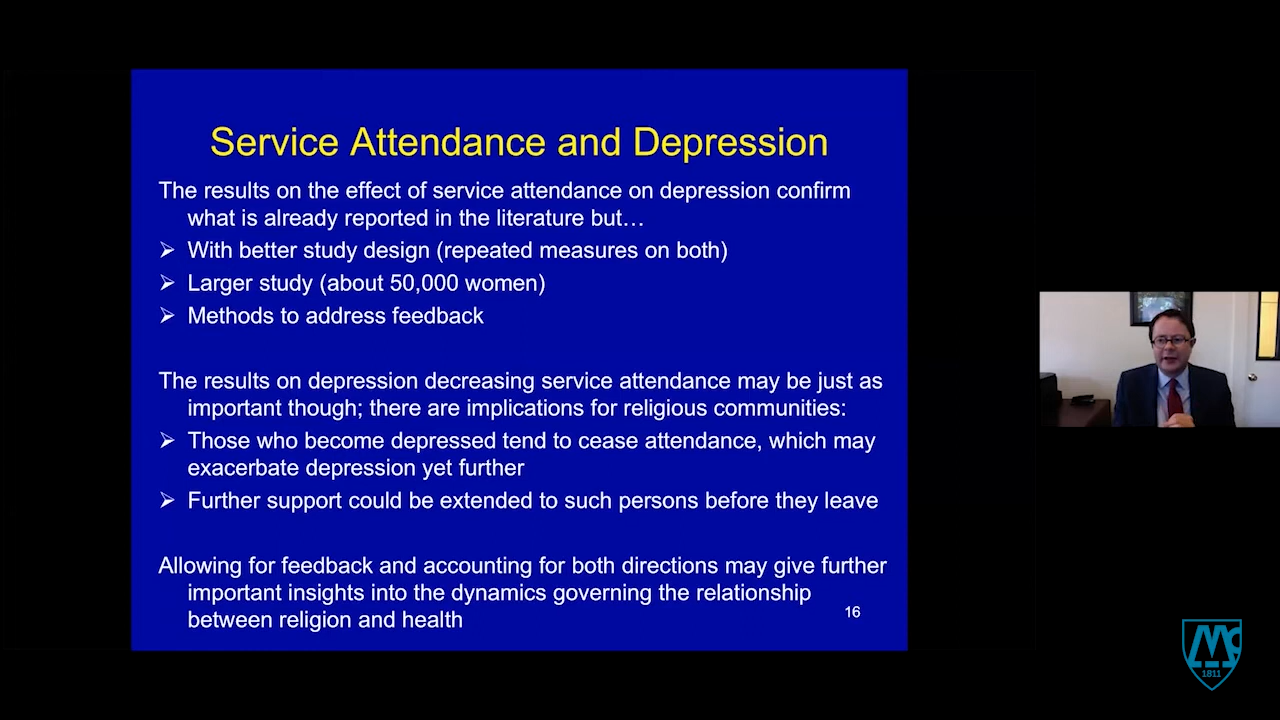 Service Attendance and Depression
The results on the effect of service attendance on depression confirm
what is already reported in the literature but…
➢ With better study design (repeated measures on both)
➢ Larger study (about 50,000 women)
➢ Methods to address feedback
The results on depression decreasing service attendance may be just as
important though; there are implications for religious communities:
➢ Those who become depressed tend to cease attendance, which may
exacerbate depression yet further
➢ Further support could be extended to such persons before they leave
Allowing for feedback and accounting for both directions may give further
important insights into the dynamics governing the relationship
between religion and health
16
1811